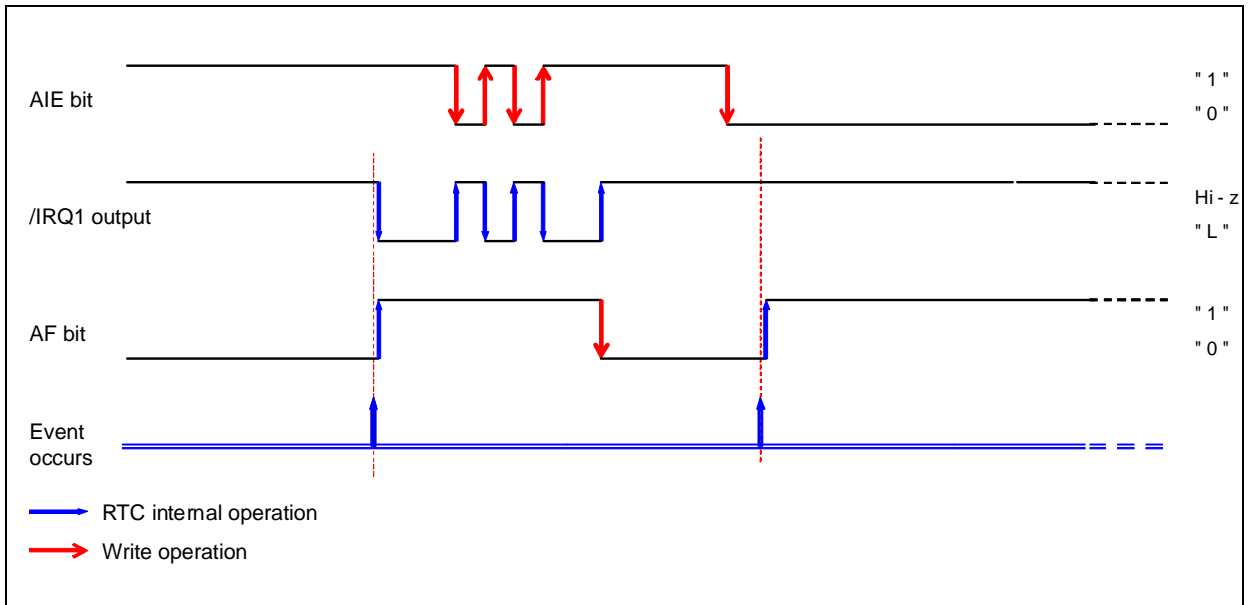 AIE bit
" 1 "
" 0 "
/IRQ1 output
Hi - z
" L "
AF bit
" 1 "
" 0 "
Event
occurs
RTC internal operation
Write operation